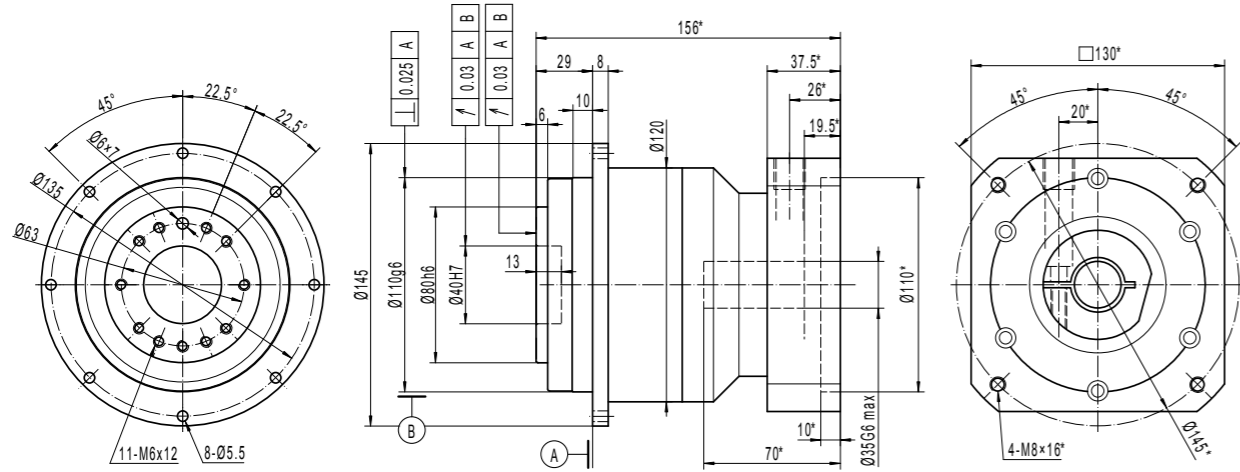 45°
22.5°
22.5°
Ø6×7
Ø135
Ø63
11-M6x12
8-Ø5.5
⊥ 0.025 A
↗ 0.03 A B
↗ 0.03 A B
156*
29
8
37.5*
6
10
26*
19.5*
Ø120
13
Ø145
Ø110g6
Ø80h6
Ø40H7
Ø110*
Ø35G6 max
10*
70*
B
A
□130*
45°
45°
20*
4-M8×16*
Ø145*